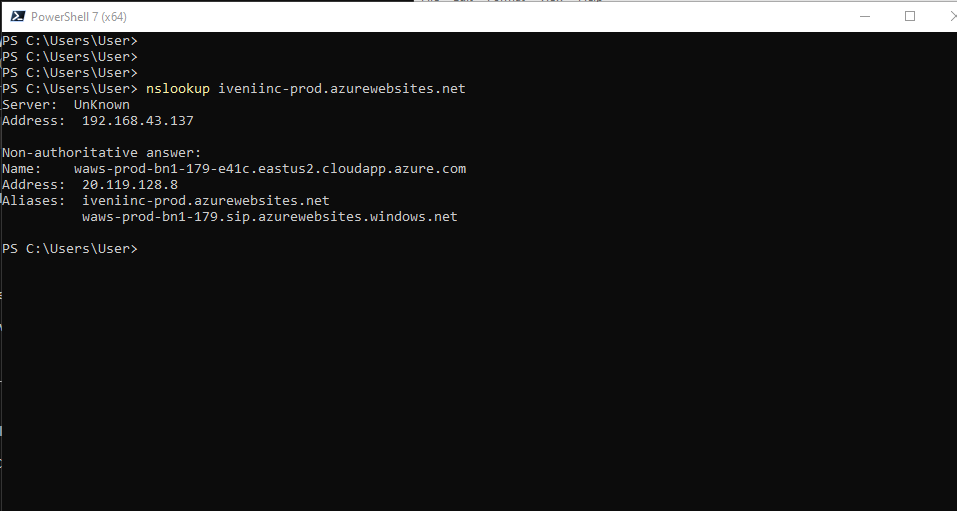 PowerShell 7 (x64)
PS C:\Users\User>
PS C:\Users\User>
PS C:\Users\User>
PS C:\Users\User> nslookup iveniinc-prod.azurewebsites.net
Server:  UnKnown
Address:  192.168.43.137
Non-authoritative answer:
Name:    waws-prod-bn1-179-e41c.eastus2.cloudapp.azure.com
Address:  20.119.128.8
Aliases:  iveniinc-prod.azurewebsites.net
          waws-prod-bn1-179.sip.azurewebsites.windows.net
PS C:\Users\User>